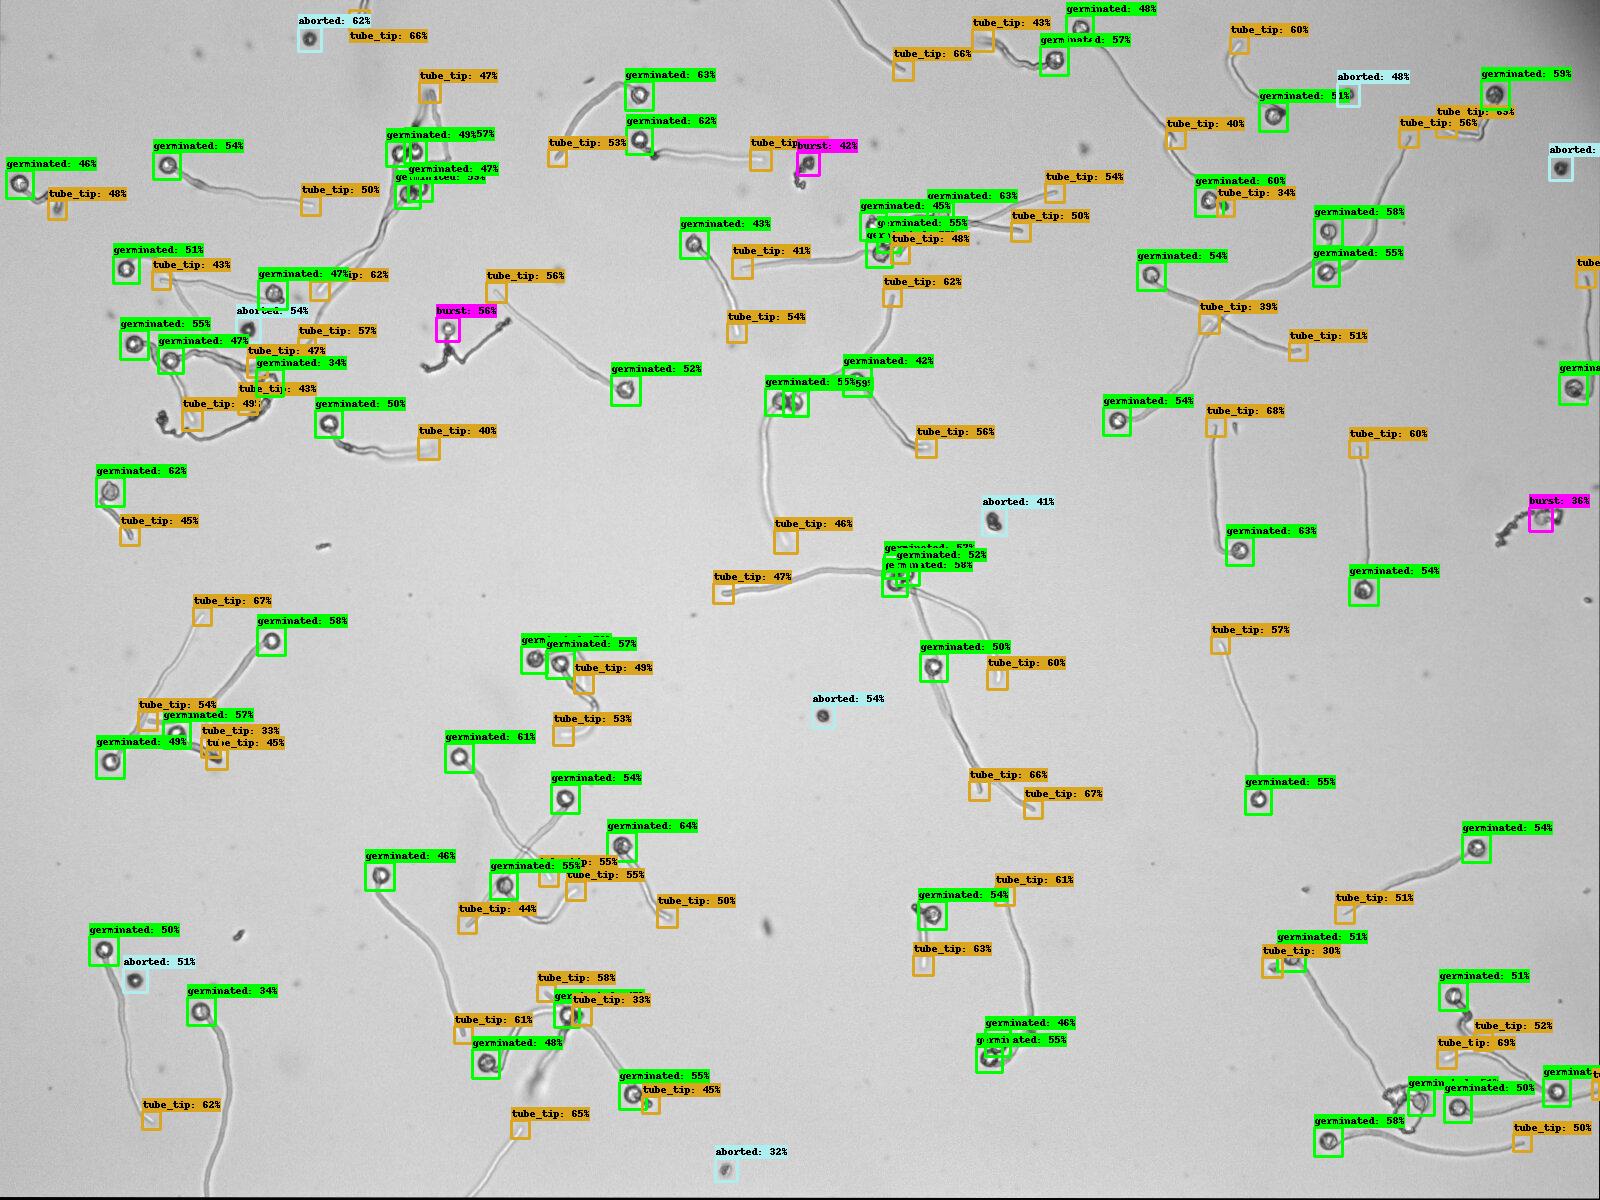 germinated: 48%
aborted: 62%
tube_tip: 43%
tube_tip: 60%
tube_tip: 66%
germinated: 57%
tube_tip: 66%
tube_tip: 47%
germinated: 63%
aborted: 48%
germinated: 59%
germinated: 51%
tube_tip: 56%
germinated: 62%
tube_tip: 40%
germinated: 49%
57%
germinated: 54%
tube_tip: 53%
tube_tip
burst: 42%
aborted:
germinated: 46%
germinated: 47%
tube_tip: 54%
germinated: 60%
tube_tip: 48%
tube_tip: 50%
germinated: 63%
tube_tip: 34%
germinated: 45%
tube_tip: 50%
germinated: 58%
germinated: 43%
germinated: 55%
tube_tip: 48%
germinated: 51%
tube_tip: 41%
germinated: 54%
germinated: 55%
tube_tip: 43%
germinated: 47%
62%
tube_tip: 56%
tube_tip: 62%
tube
aborted: 54%
burst: 56%
tube_tip: 54%
tube_tip: 39%
germinated: 55%
tube_tip: 57%
germinated: 47%
tube_tip: 47%
tube_tip: 51%
germinated: 34%
germinated: 52%
germinated: 42%
germina
tube_tip: 43%
germinated: 5
tube_tip: 49%
germinated: 50%
germinated: 54%
tube_tip: 40%
tube_tip: 56%
tube_tip: 68%
tube_tip: 60%
germinated: 62%
aborted: 41%
burst: 36%
tube_tip: 45%
tube_tip: 46%
germinated: 63%
germinated: 52%
germinated: 58%
tube_tip: 47%
germinated: 54%
tube_tip: 67%
germinated: 58%
germinated: 57%
germinated: 50%
tube_tip: 57%
tube_tip: 49%
tube_tip: 60%
tube_tip: 54%
germinated: 57%
aborted: 54%
tube_tip: 53%
tube_tip: 33%
germinated: 49%
tube_tip: 45%
germinated: 61%
germinated: 54%
tube_tip: 66%
germinated: 55%
tube_tip: 67%
germinated: 64%
germinated: 54%
germinated: 46%
germinated: 55%
tube_tip: 55%
tube_tip: 55%
tube_tip: 61%
germinated: 54%
tube_tip: 44%
tube_tip: 50%
tube_tip: 51%
germinated: 50%
germinated: 51%
tube_tip: 63%
tube_tip: 30%
aborted: 51%
tube_tip: 58%
germinated: 51%
germinated: 34%
tube_tip: 33%
tube_tip: 61%
germinated: 46%
tube_tip: 52%
germinated: 48%
germinated: 55%
tube_tip: 69%
germinated: 55%
germinat
tube_tip: 45%
germinated: 50%
tube_tip: 62%
tube_tip: 65%
germinated: 58%
tube_tip: 50%
aborted: 32%